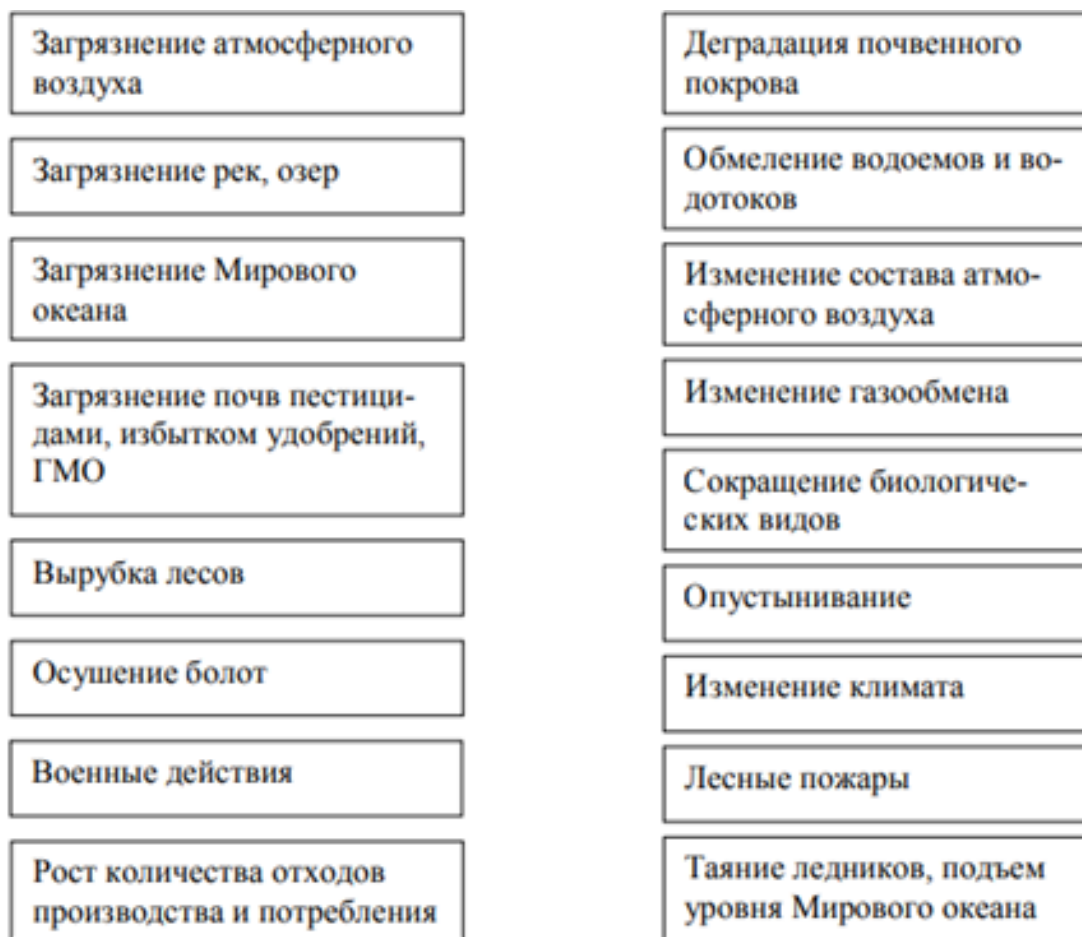 Загрязнение атмосферного
воздуха
Загрязнение рек, озер
Загрязнение Мирового
океана
Загрязнение почв пестици-
дами, избытком удобрений,
ГМО
Вырубка лесов
Осушение болот
Военные действия
Рост количества отходов
производства и потребления
Деградация почвенного
покрова
Обмеление водоемов и во-
дотоков
Изменение состава атмо-
сферного воздуха
Изменение газообмена
Сокращение биологиче-
ских видов
Опустынивание
Изменение климата
Лесные пожары
Таяние ледников, подъем
уровня Мирового океана